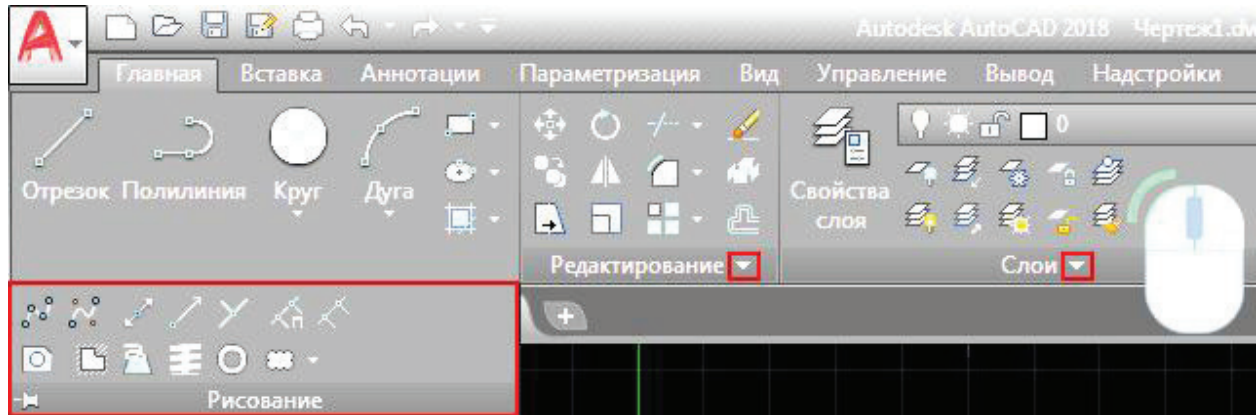 Autodesk AutoCAD 2018 Чертеж1.dw
Главная Вставка Аннотации Параметризация Вид Управление Вывод Надстройки
0
Отрезок Полилиния Круг Дуга
Свойства
слоя
Редактирование Слои
Рисование